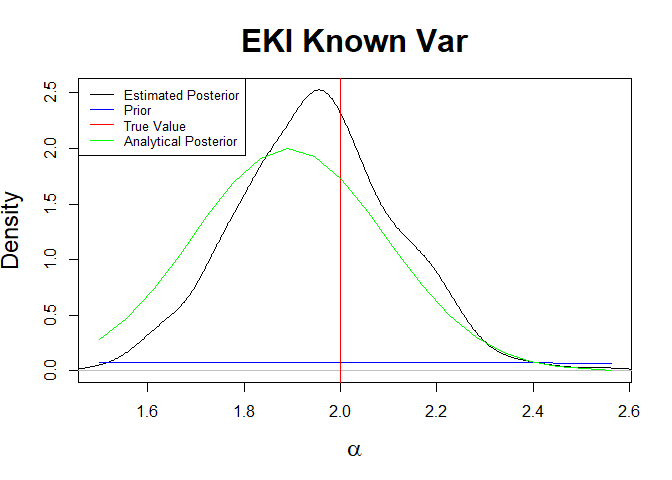 EKI Known Var
Estimated Posterior
Prior
True Value
Analytical Posterior
Density
0.0
0.5
1.0
1.5
2.0
2.5
1.6
1.8
2.0
2.2
2.4
2.6
α